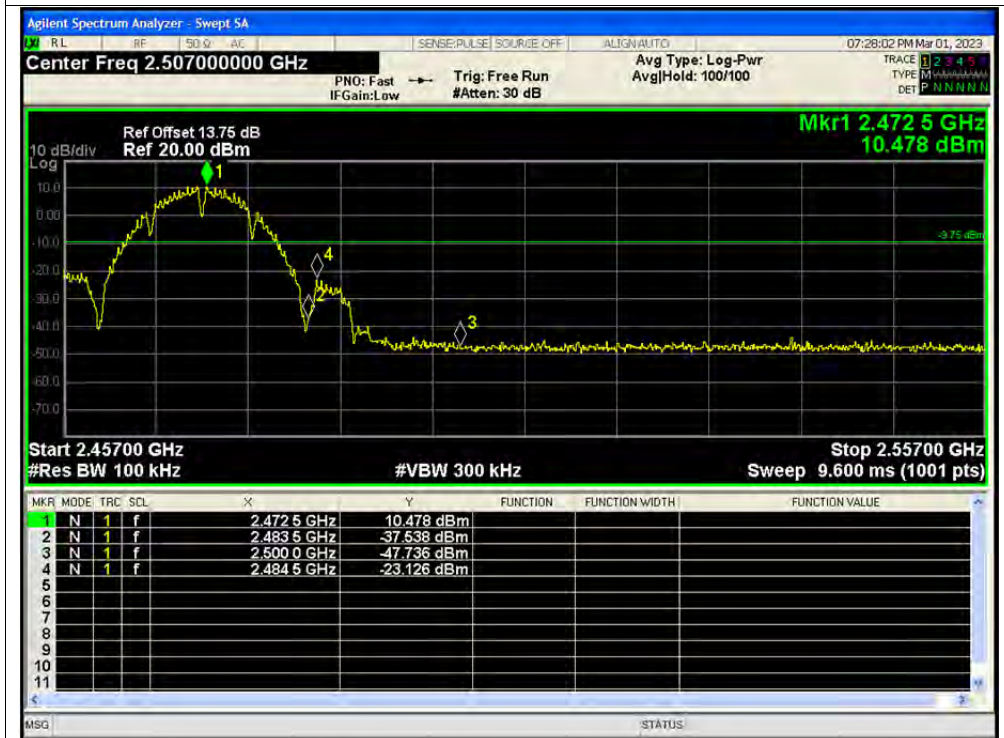 Agilent Spectrum Analyzer - Swept SA
LXI RL RF 50 Ω AC SENSE:PULSE SOURCE OFF ALIGNAUTO 07:28:02 PM Mar 01, 2023
Center Freq 2.507000000 GHz
PNO: Fast
IFGain:Low
Trig: Free Run
#Atten: 30 dB
Avg Type: Log-Pwr
Avg|Hold: 100/100
TRACE 1 2 3 4 5 6
TYPE M
DET P N N N N N
Mkr1 2.472 5 GHz
10.478 dBm
Ref Offset 13.75 dB
10 dB/div Ref 20.00 dBm
Log
1
10.0
0.00
-9.75 dBm
-10.0
4
-20.0
2
-30.0
3
-40.0
-50.0
-60.0
-70.0
Start 2.45700 GHz Stop 2.55700 GHz
#Res BW 100 kHz #VBW 300 kHz Sweep 9.600 ms (1001 pts)
MKR MODE TRC SCL X Y FUNCTION FUNCTION WIDTH FUNCTION VALUE
1 N 1 f 2.472 5 GHz 10.478 dBm
2 N 1 f 2.483 5 GHz -37.538 dBm
3 N 1 f 2.500 0 GHz -47.736 dBm
4 N 1 f 2.484 5 GHz -23.126 dBm
5
6
7
8
9
10
11
MSG STATUS